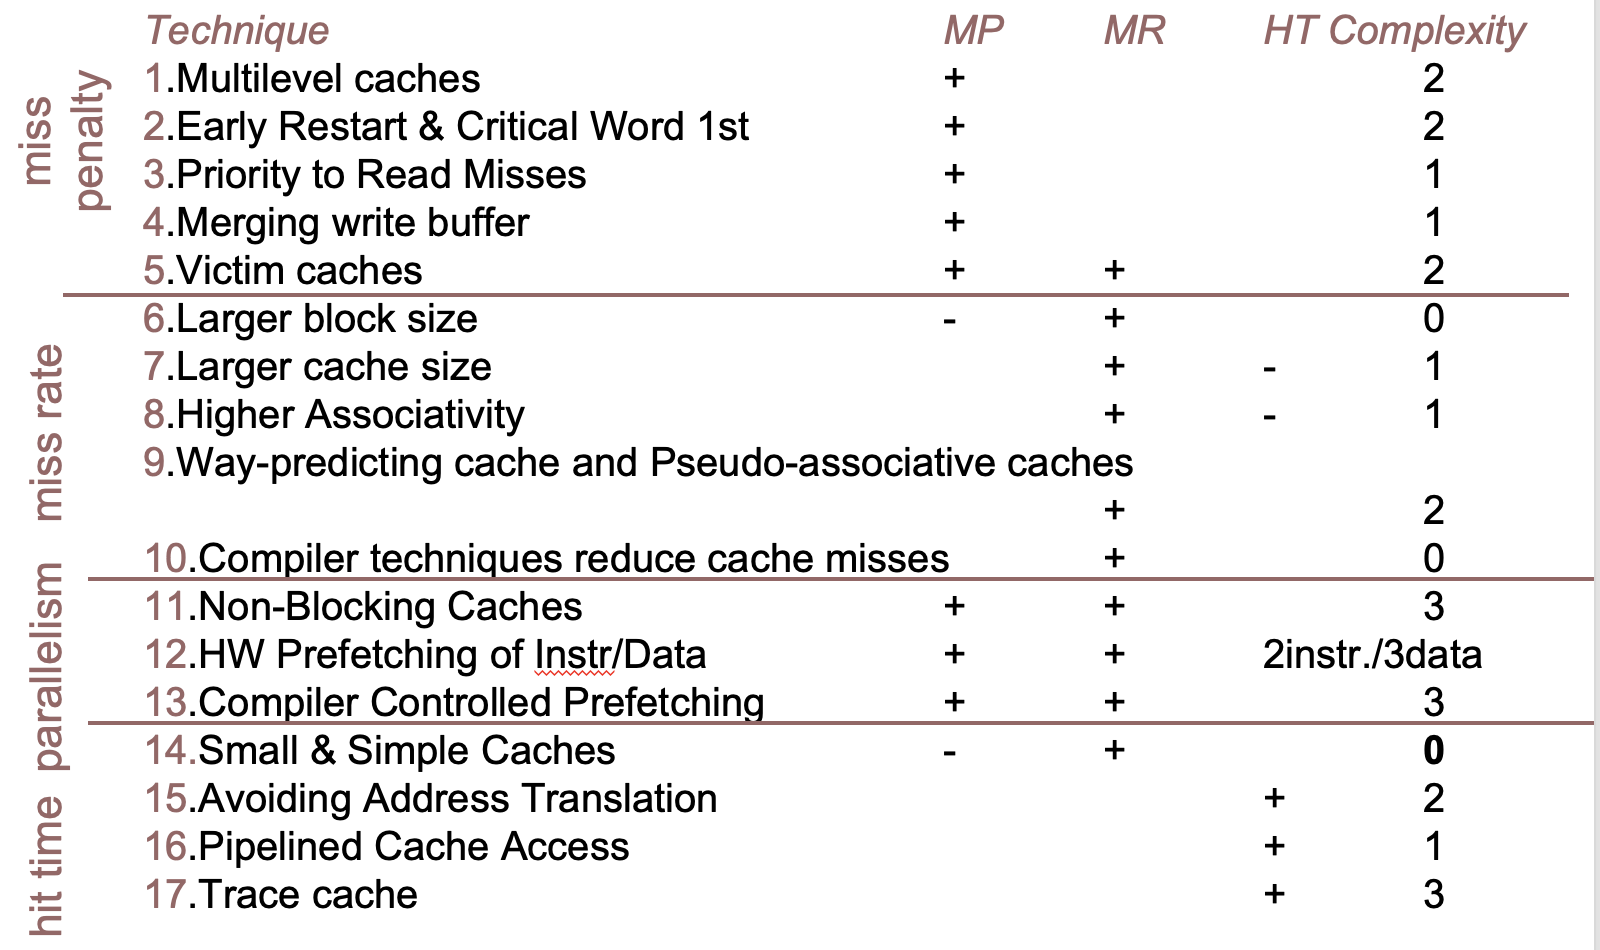 Technique MP MR HT Complexity
miss penalty
1.Multilevel caches + 2
2.Early Restart & Critical Word 1st + 2
3.Priority to Read Misses + 1
4.Merging write buffer + 1
5.Victim caches + + 2
miss rate
6.Larger block size - + 0
7.Larger cache size + - 1
8.Higher Associativity + - 1
9.Way-predicting cache and Pseudo-associative caches
+ 2
10.Compiler techniques reduce cache misses + 0
parallelism
11.Non-Blocking Caches + + 3
12.HW Prefetching of Instr/Data + + 2instr./3data
13.Compiler Controlled Prefetching + + 3
hit time
14.Small & Simple Caches - + 0
15.Avoiding Address Translation + 2
16.Pipelined Cache Access + 1
17.Trace cache + 3